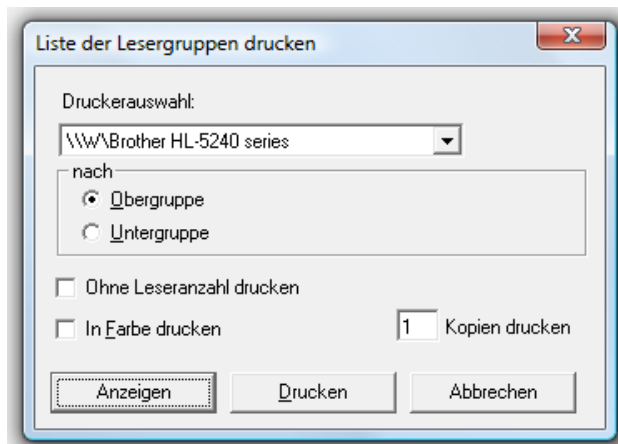 Liste der Lesergruppen drucken
Druckerauswahl:
\\W\Brother HL-5240 series
nach
Obergruppe
Untergruppe
Ohne Leseranzahl drucken
In Farbe drucken
1 Kopien drucken
Anzeigen
Drucken
Abbrechen